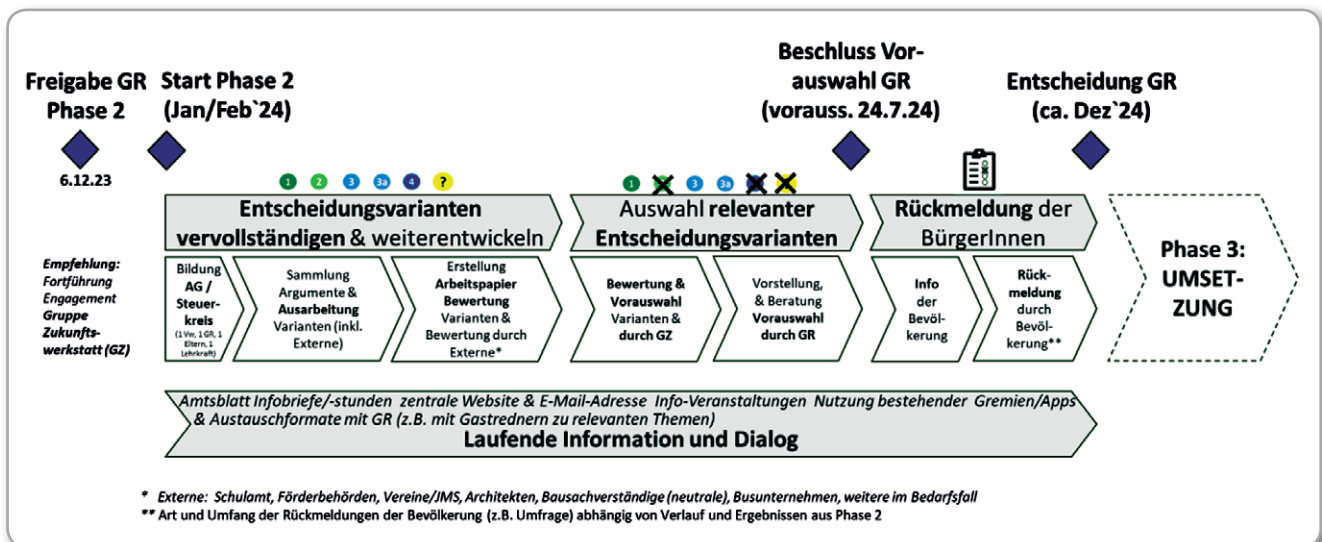 Freigabe GR
Phase 2
6.12.23
Start Phase 2
(Jan/Feb`24)
Beschluss Vor-
auswahl GR
(vorauss. 24.7.24)
Entscheidung GR
(ca. Dez`24)
1 2 3 3a 4 ?
1 3 3a
Entscheidungsvarianten
vervollständigen & weiterentwickeln
Auswahl relevanter
Entscheidungsvarianten
Rückmeldung der
BürgerInnen
Phase 3:
UMSET-
ZUNG
Empfehlung:
Fortführung
Engagement
Gruppe
Zukunfts-
werkstatt (GZ)
Bildung
AG /
Steuer-
kreis
(1 Vw, 1 GR, 1
Eltern, 1
Lehrkraft)
Sammlung
Argumente &
Ausarbeitung
Varianten (inkl.
Externe)
Erstellung
Arbeitspapier
Bewertung
Varianten &
Bewertung durch
Externe*
Bewertung &
Vorauswahl
Varianten &
durch GZ
Vorstellung,
& Beratung
Vorauswahl
durch GR
Info
der
Bevöl-
kerung
Rück-
meldung
durch
Bevöl-
kerung**
Amtsblatt Infobriefe/-stunden zentrale Website & E-Mail-Adresse Info-Veranstaltungen Nutzung bestehender Gremien/Apps
& Austauschformate mit GR (z.B. mit Gastrednern zu relevanten Themen)
Laufende Information und Dialog
* Externe: Schulamt, Förderbehörden, Vereine/JMS, Architekten, Bausachverständige (neutrale), Busunternehmen, weitere im Bedarfsfall
** Art und Umfang der Rückmeldungen der Bevölkerung (z.B. Umfrage) abhängig von Verlauf und Ergebnissen aus Phase 2